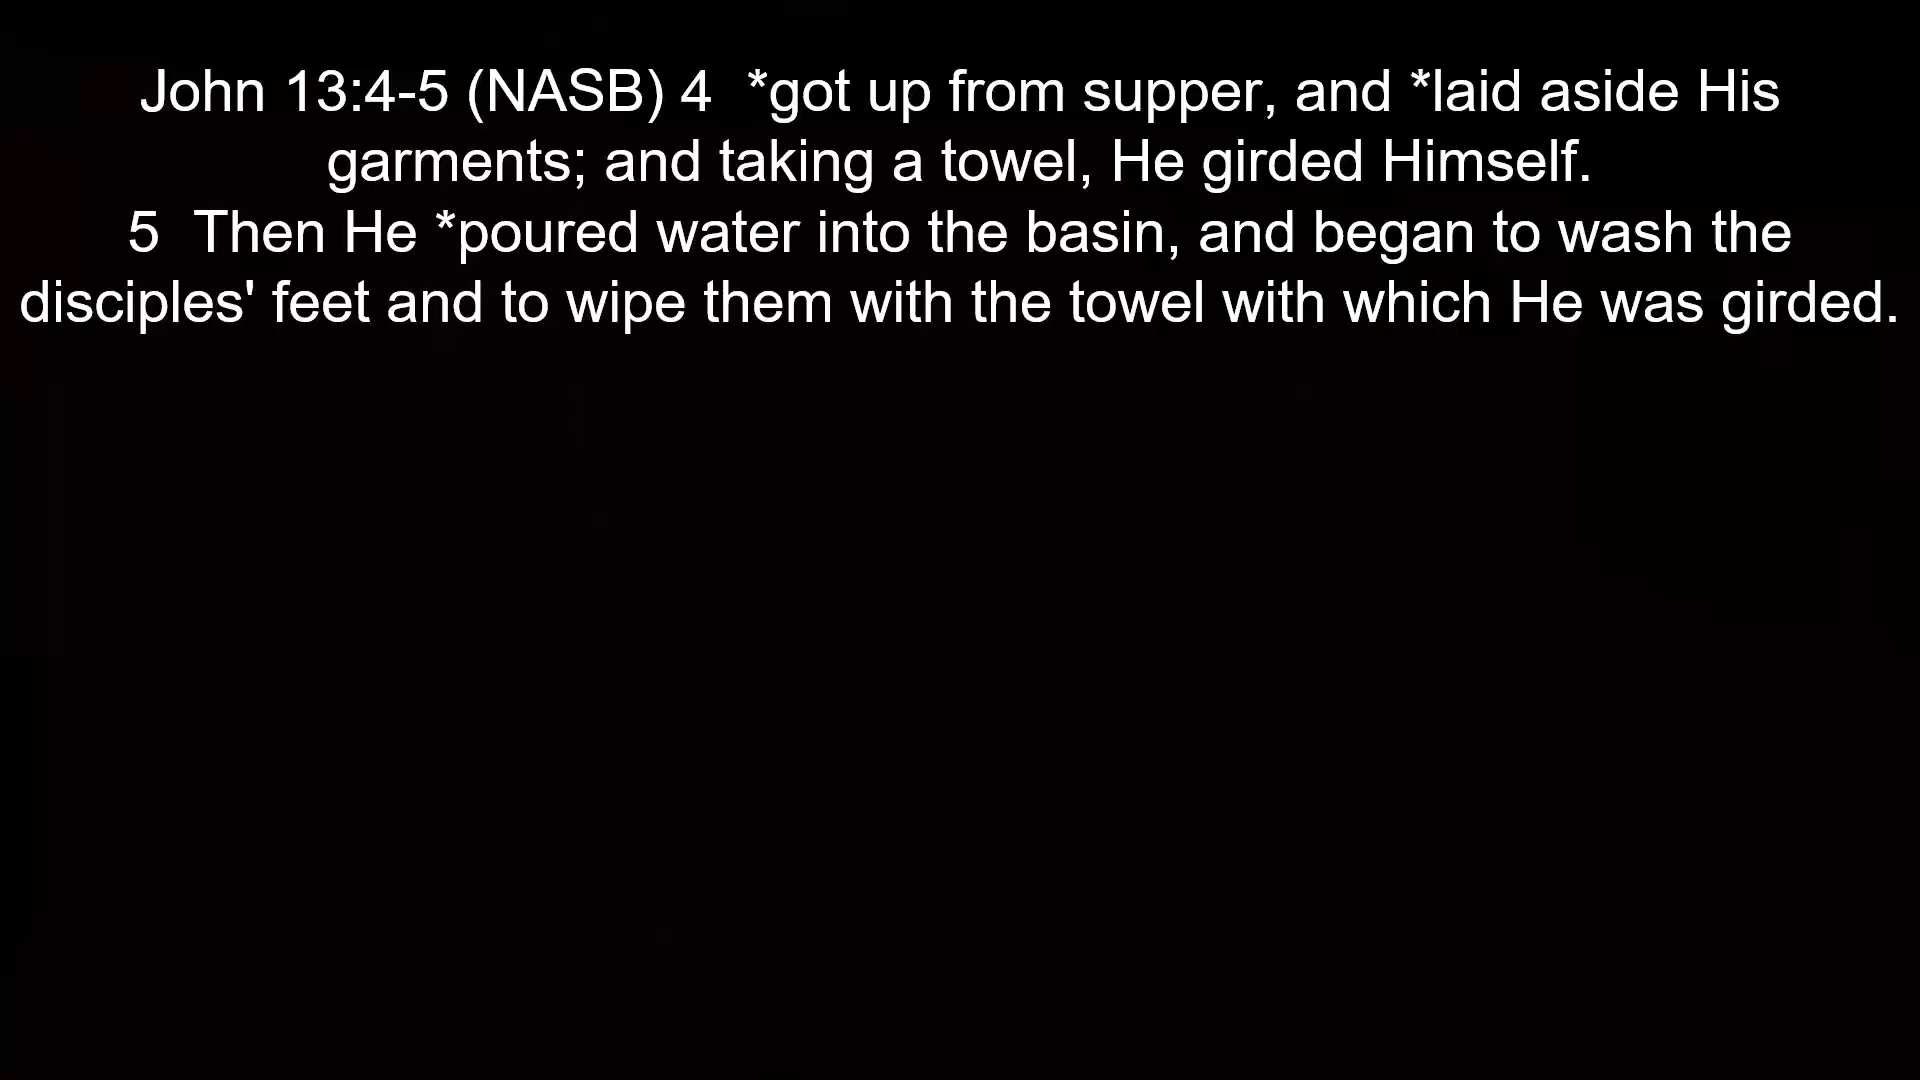 John 13:4-5 (NASB) 4  *got up from supper, and *laid aside His
garments; and taking a towel, He girded Himself.
5  Then He *poured water into the basin, and began to wash the
disciples' feet and to wipe them with the towel with which He was girded.